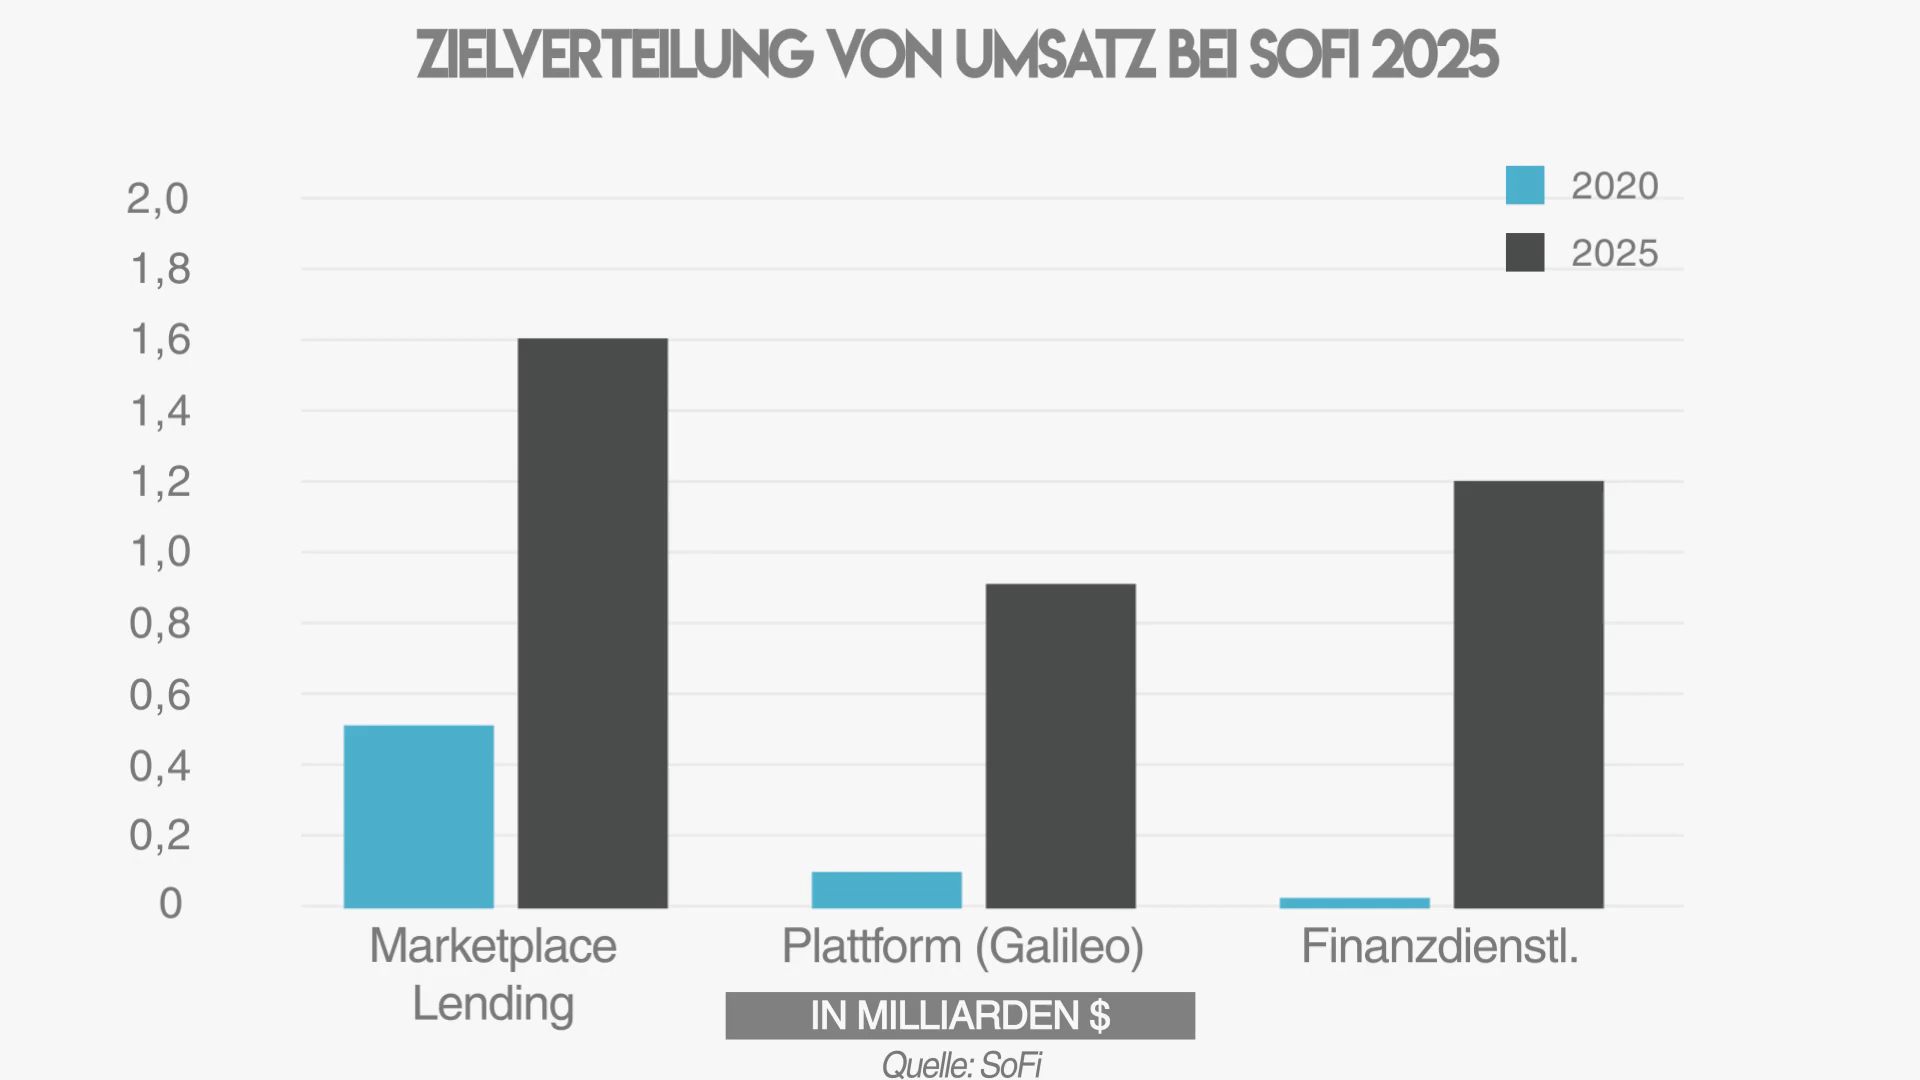 ZIELVERTEILUNG VON UMSATZ BEI SOFI 2025
2020
2025
2,0
1,8
1,6
1,4
1,2
1,0
0,8
0,6
0,4
0,2
0
Marketplace
Lending
Plattform (Galileo)
Finanzdienstl.
IN MILLIARDEN $
Quelle: SoFi